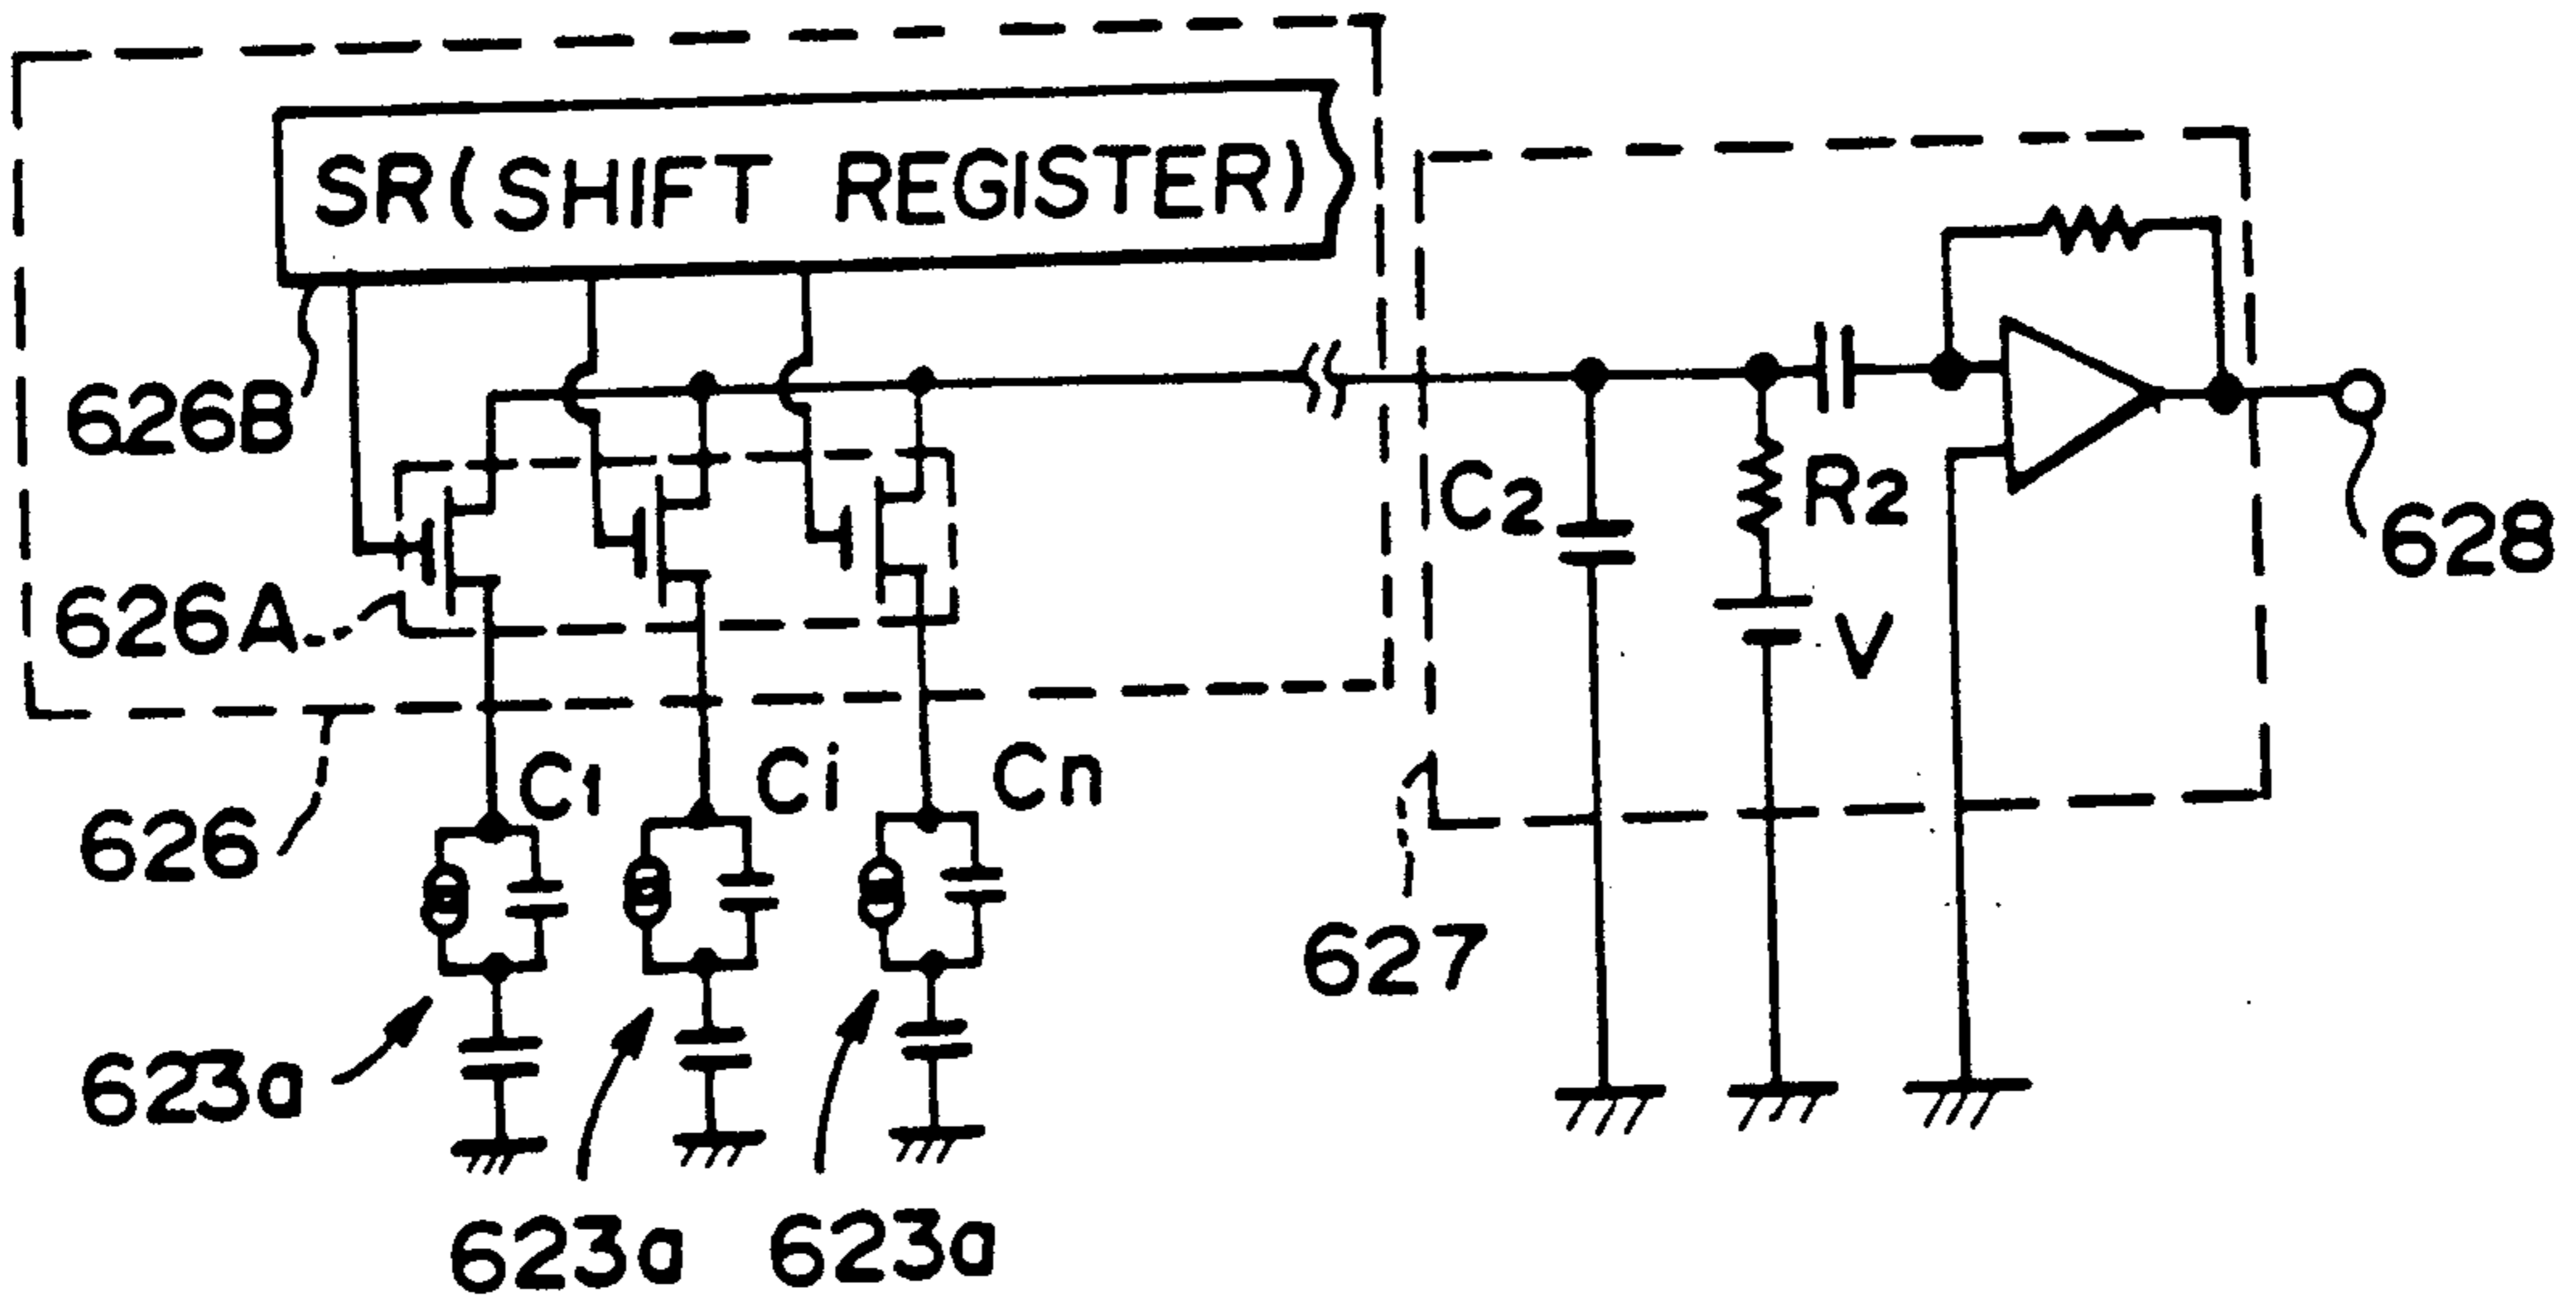 SR(SHIFT REGISTER)
626B
626A
C2
R2
628
V
C1
Ci
Cn
626
627
623a
623a
623a